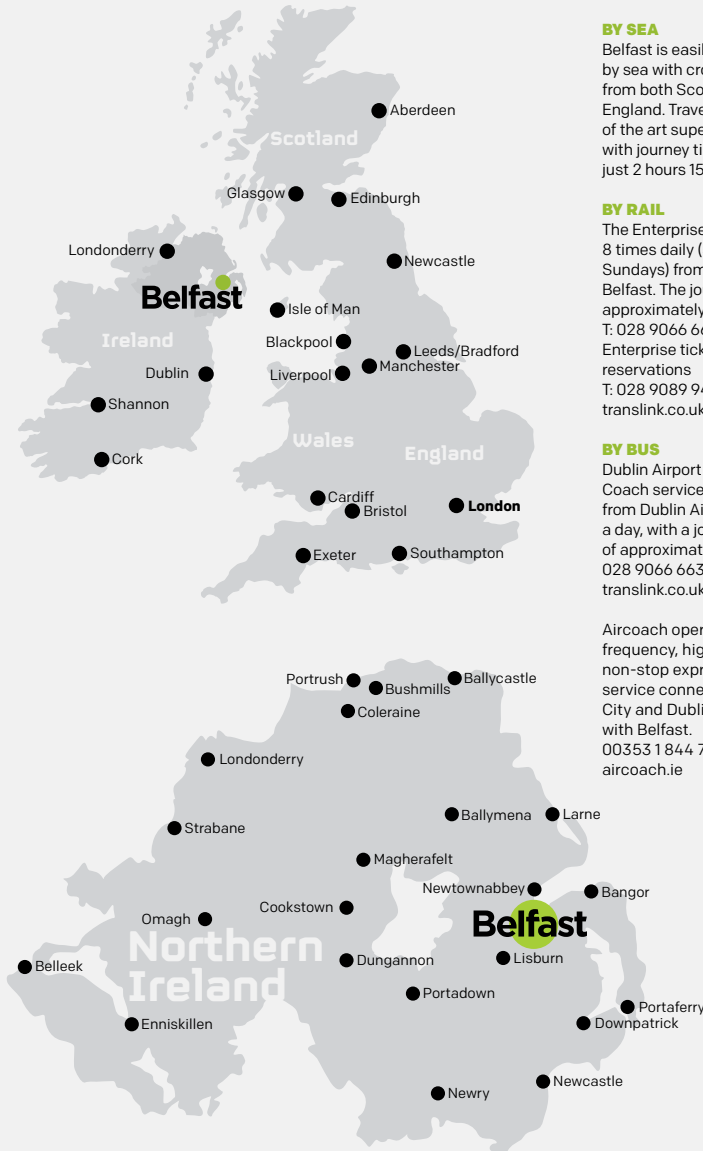 Aberdeen
Scotland
Glasgow
Edinburgh
Londonderry
Newcastle
Belfast
Isle of Man
Ireland
Blackpool
Leeds/Bradford
Manchester
Dublin
Liverpool
Shannon
Wales
England
Cork
Cardiff
Bristol
London
Exeter
Southampton
Portrush
Ballycastle
Bushmills
Coleraine
Londonderry
Ballymena
Larne
Strabane
Magherafelt
Newtownabbey
Bangor
Cookstown
Omagh
Belfast
Northern
Ireland
Dungannon
Lisburn
Belleek
Portadown
Portaferry
Downpatrick
Enniskillen
Newcastle
Newry
BY SEA
Belfast is easil
by sea with cro
from both Sco
England. Trave
of the art supe
with journey ti
just 2 hours 15
BY RAIL
The Enterprise
8 times daily (
Sundays) from
Belfast. The jo
approximately
T: 028 9066 66
Enterprise tick
reservations
T: 028 9089 94
translink.co.uk
BY BUS
Dublin Airport
Coach service
from Dublin Ai
a day, with a jo
of approximat
028 9066 663
translink.co.uk
Aircoach oper
frequency, hig
non-stop expr
service conne
City and Dubli
with Belfast.
00353 1 844 7
aircoach.ie